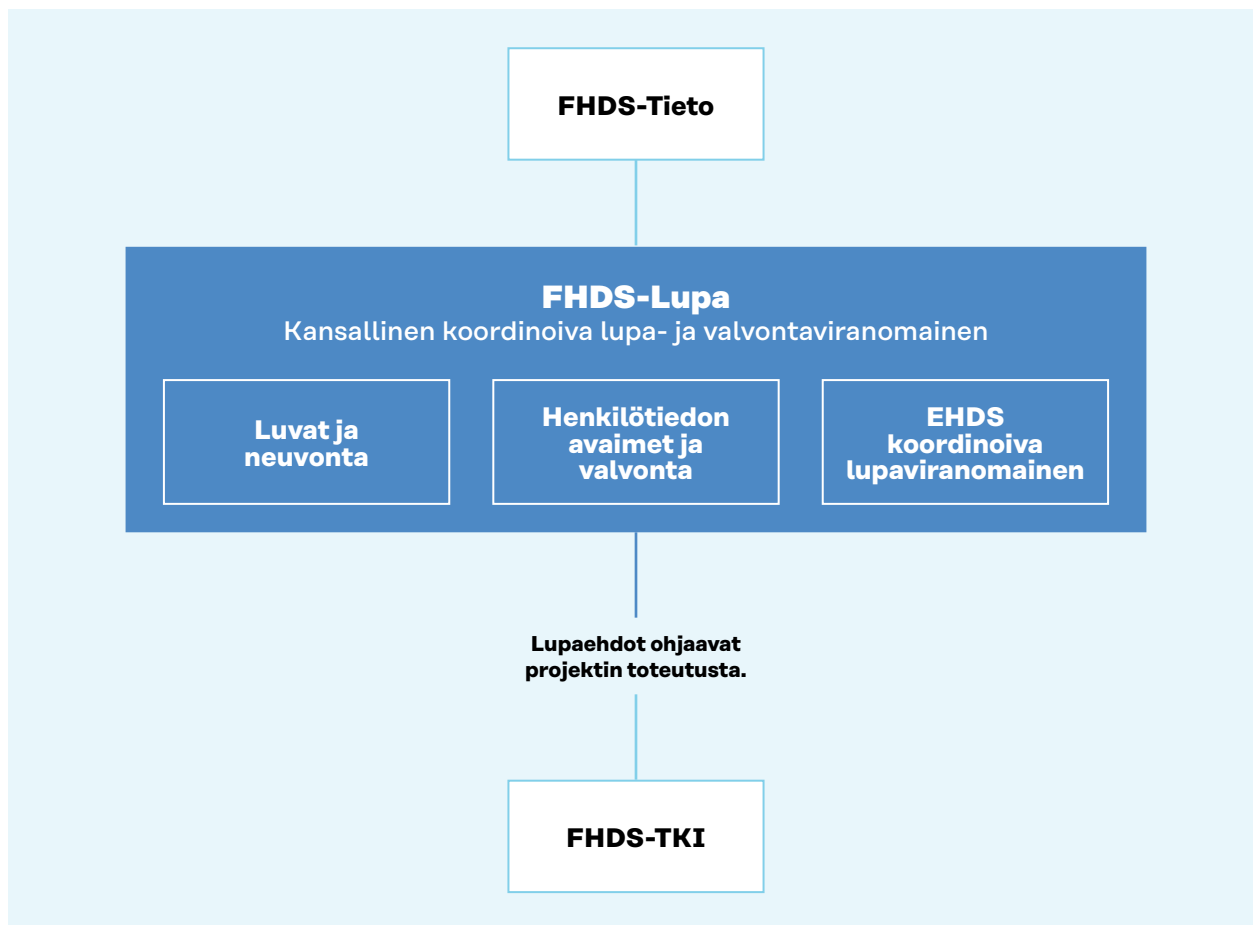 FHDS-Tieto
FHDS-Lupa
Kansallinen koordinoiva lupa- ja valvontaviranomainen
Luvat ja
neuvonta
Henkilötiedon
avaimet ja
valvonta
EHDS
koordinoiva
lupaviranomainen
Lupaehdot ohjaavat
projektin toteutusta.
FHDS-TKI